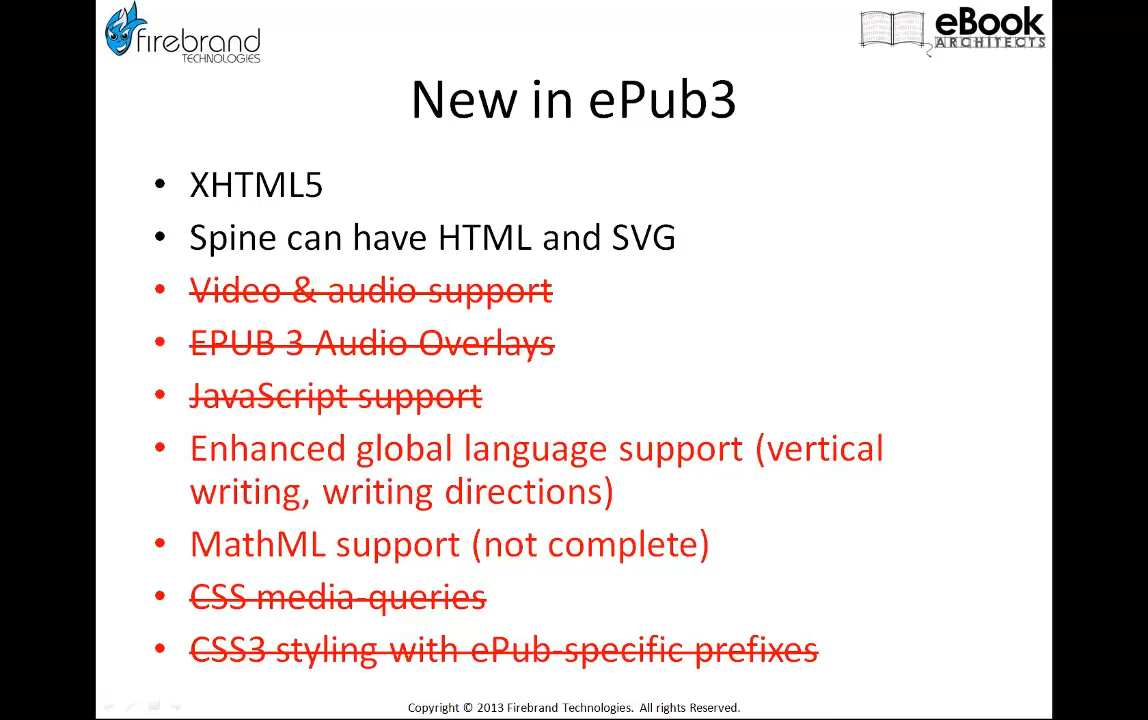 firebrand
TECHNOLOGIES
eBook
ARCHITECTS
New in ePub3
• XHTML5
• Spine can have HTML and SVG
• Video & audio support
• EPUB 3 Audio Overlays
• JavaScript support
• Enhanced global language support (vertical
writing, writing directions)
• MathML support (not complete)
• CSS media-queries
• CSS3 styling with ePub-specific prefixes
Copyright © 2013 Firebrand Technologies. All rights Reserved.